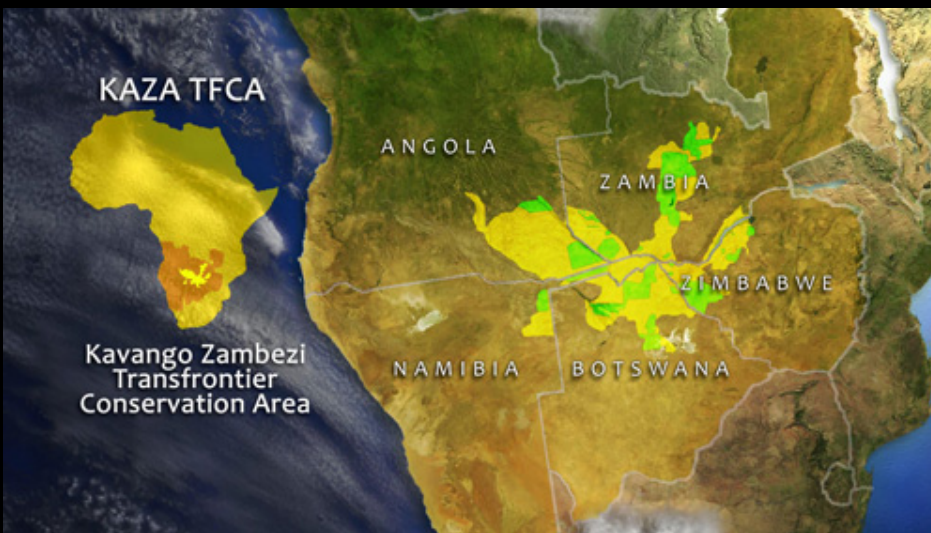 KAZA TFCA
ANGOLA
ZAMBIA
ZIMBABWE
Kavango Zambezi
Transfrontier
Conservation Area
NAMIBIA
BOTSWANA